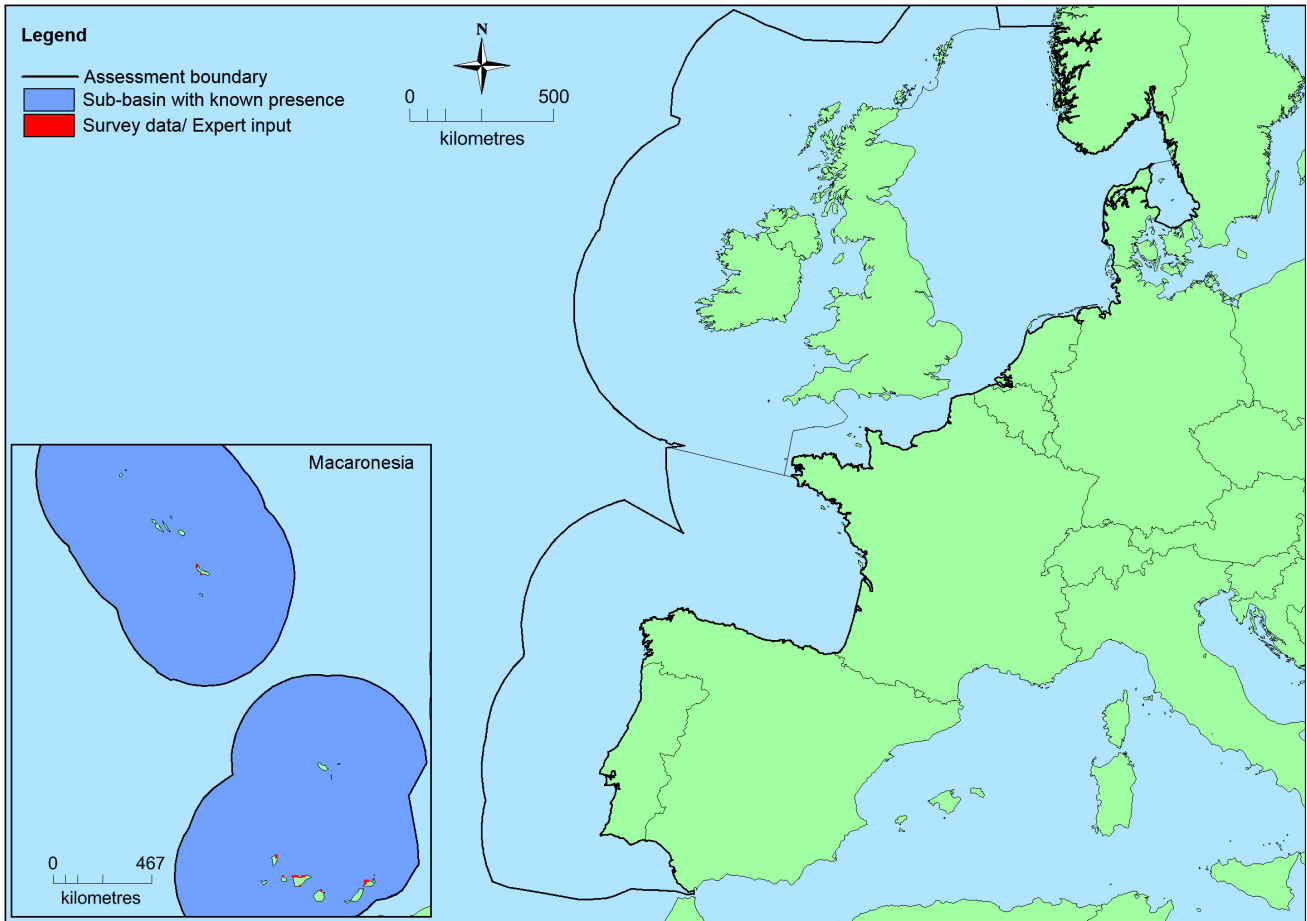 Legend
Assessment boundary
Sub-basin with known presence
Survey data/ Expert input
N
0 500
kilometres
Macaronesia
0 467
kilometres